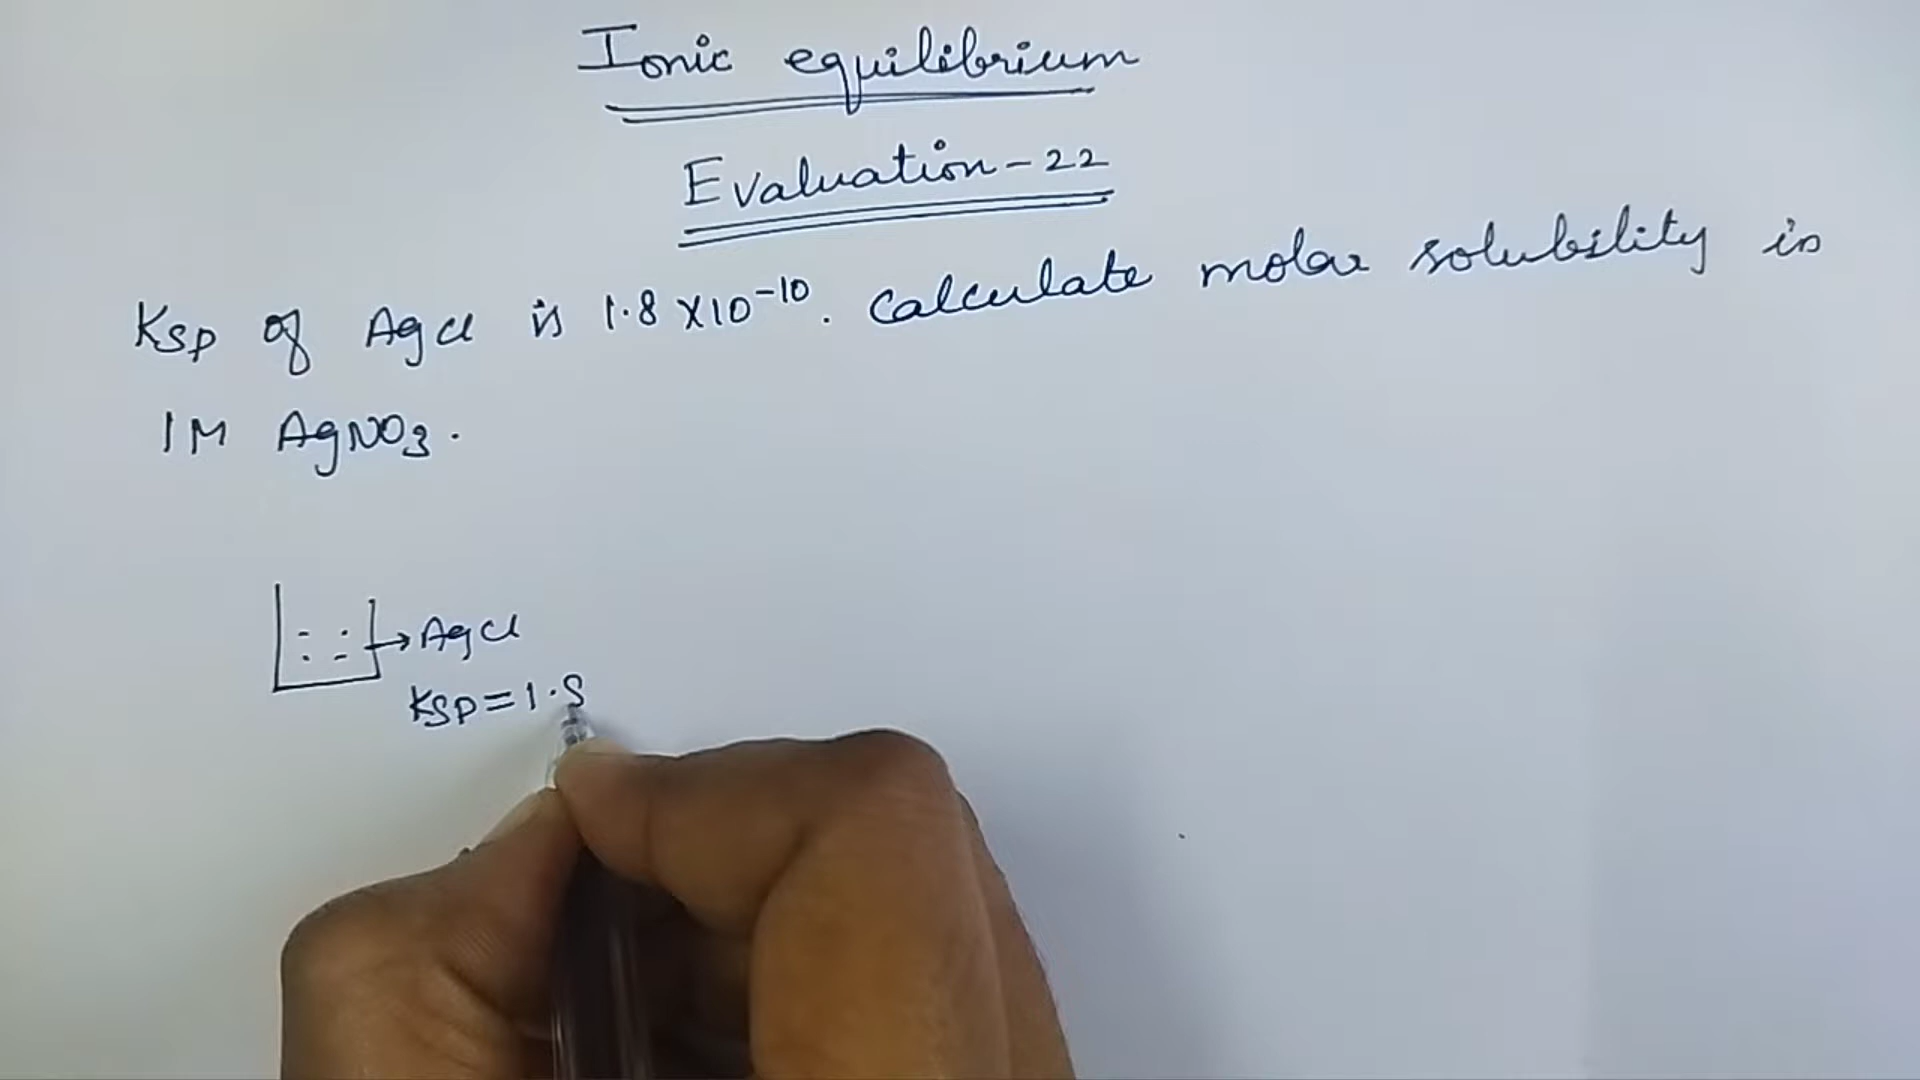 Ionic equilibrium
Evaluation-22
Ksp of AgCl is 1.8 X10⁻¹⁰. Calculate molar solubility in
1M AgNO₃.
→AgCl
Ksp=1.8